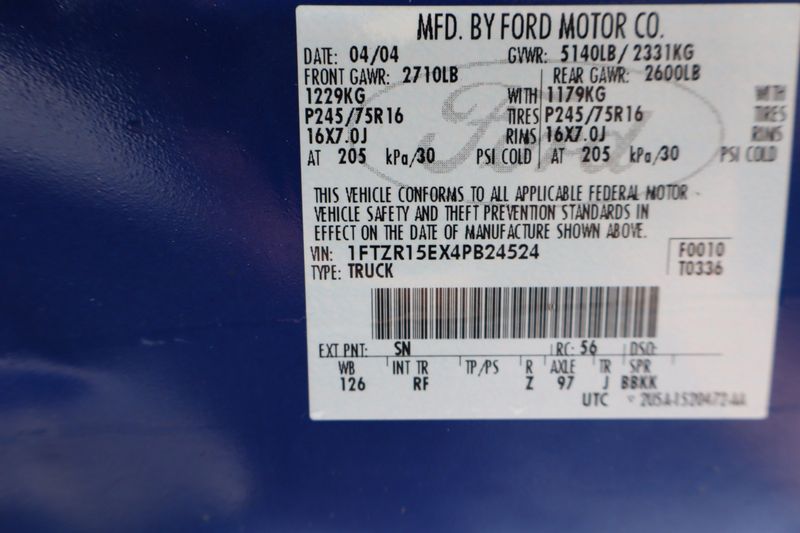 MFD. BY FORD MOTOR CO.
DATE: 04/04 GVWR: 5140LB/ 2331KG
FRONT GAWR: 2710LB REAR GAWR: 2600LB
1229KG WITH 1179KG WITH
P245/75R16 TIRES P245/75R16 TIRES
16X7.0J RIMS 16X7.0J RIMS
AT 205 kPa/30 PSI COLD AT 205 kPa/30 PSI COLD
Ford
THIS VEHICLE CONFORMS TO ALL APPLICABLE FEDERAL MOTOR
VEHICLE SAFETY AND THEFT PREVENTION STANDARDS IN
EFFECT ON THE DATE OF MANUFACTURE SHOWN ABOVE.
VIN: 1FTZR15EX4PB24524 F0010
TYPE: TRUCK T0336
EXT PNT: SN RC: 56 DSO:
WB INT TR TP/PS R AXLE TR SPR
126 RF Z 97 J BBKK
UTC